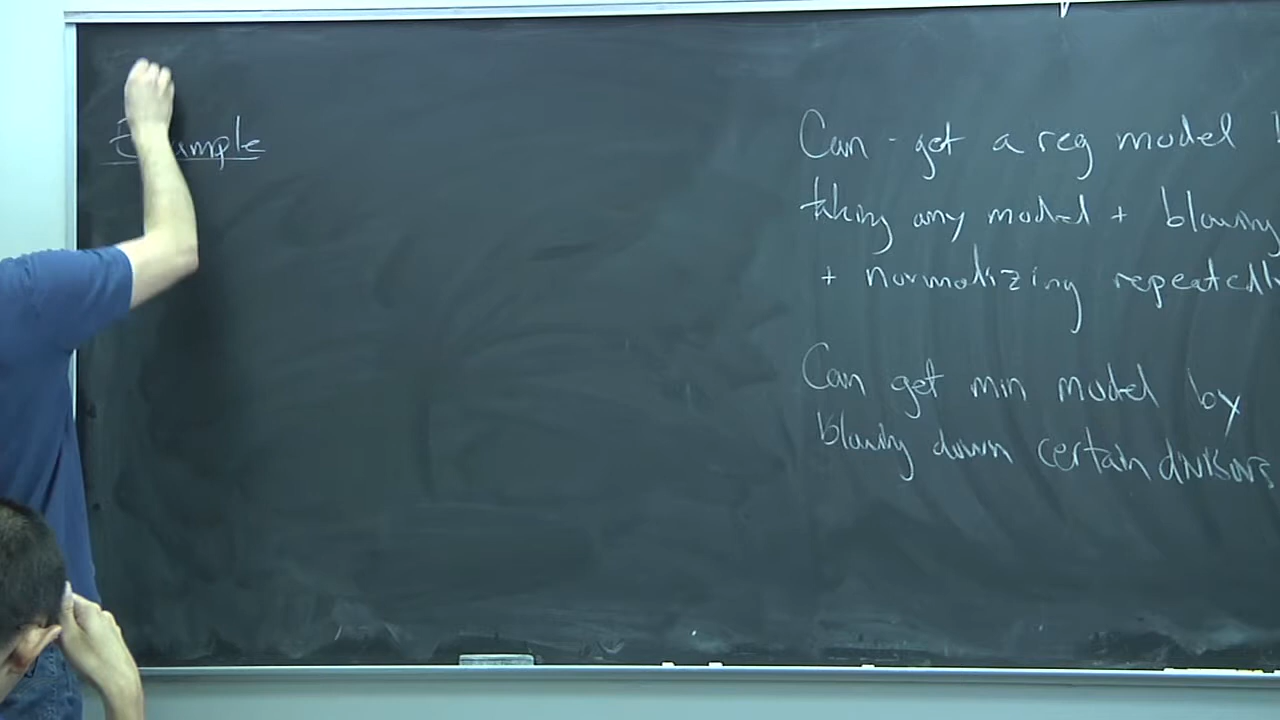 Example
Can get a reg model
taking any model + blowing
+ normalizing repeatedly
Can get min model by
blowing down certain divisors